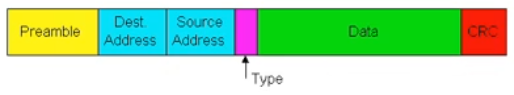 Preamble
Dest.
Address
Source
Address
Data
CRC
Type